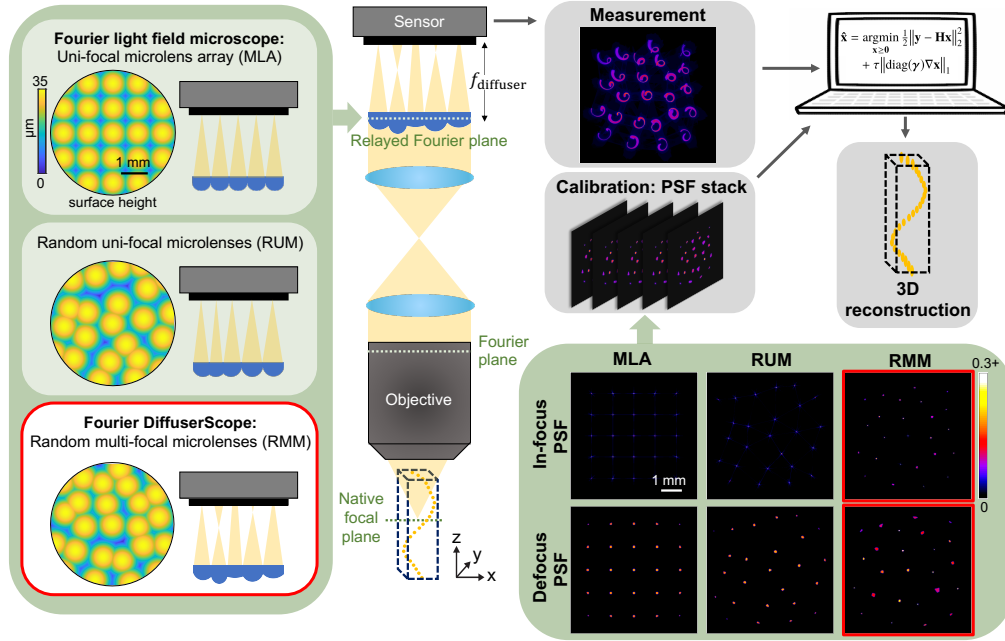 Fourier light field microscope:
Uni-focal microlens array (MLA)
35
μm
0
1 mm
surface height
Random uni-focal microlenses (RUM)
Fourier DiffuserScope:
Random multi-focal microlenses (RMM)
Sensor
f_diffuser
Relayed Fourier plane
Fourier
plane
Objective
Native
focal
plane
z
y
x
Measurement
Calibration: PSF stack
x̂ = argmin ½‖y − Hx‖₂²
x≥0
+ τ‖diag(γ)∇x‖₁
3D
reconstruction
MLA
RUM
RMM
0.3+
0
In-focus
PSF
1 mm
Defocus
PSF